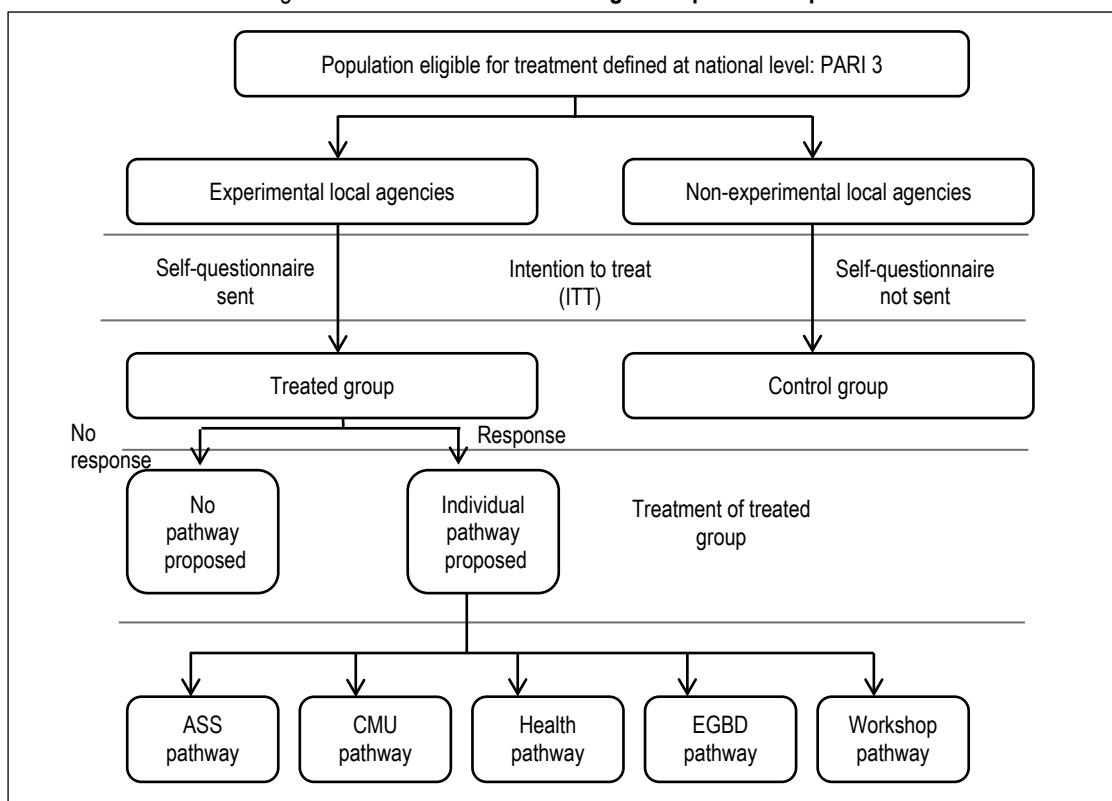 Population eligible for treatment defined at national level: PARI 3
Experimental local agencies
Non-experimental local agencies
Self-questionnaire
sent
Intention to treat
(ITT)
Self-questionnaire
not sent
Treated group
Control group
No
response
Response
No
pathway
proposed
Individual
pathway
proposed
Treatment of treated
group
ASS
pathway
CMU
pathway
Health
pathway
EGBD
pathway
Workshop
pathway